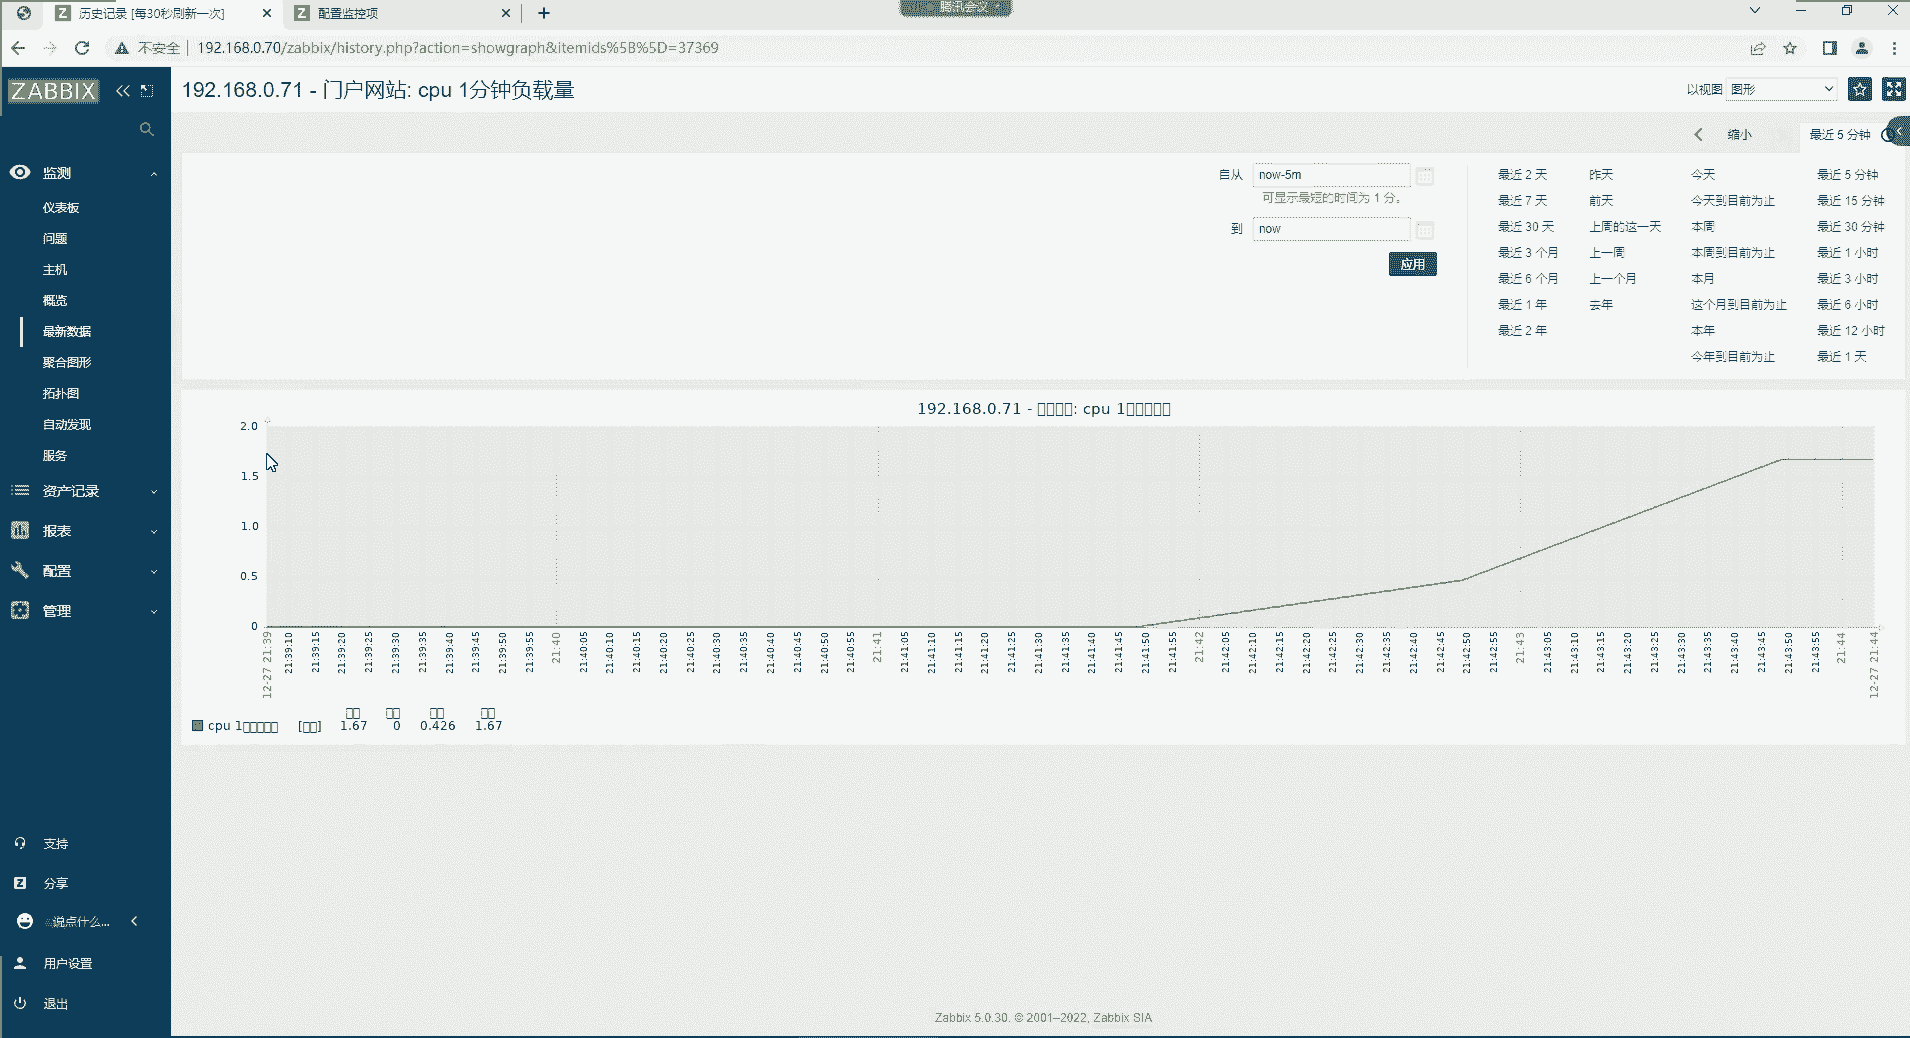 腾讯会议
历史记录 [每30秒刷新一次]
配置监控项
不安全
192.168.0.70/zabbix/history.php?action=showgraph&itemids%5B%5D=37369
ZABBIX
监测
仪表板
问题
主机
概览
最新数据
聚合图形
拓扑图
自动发现
服务
资产记录
报表
配置
管理
支持
分享
说点什么...
用户设置
退出
192.168.0.71 - 门户网站: cpu 1分钟负载量
以视图 图形
缩小
最近 5 分钟
自从 now-5m
可显示最短的时间为 1 分。
到 now
应用
最近 2 天 昨天 今天 最近 5 分钟
最近 7 天 前天 今天到目前为止 最近 15 分钟
最近 30 天 上周的这一天 本周 最近 30 分钟
最近 3 个月 上一周 本周到目前为止 最近 1 小时
最近 6 个月 上一个月 本月 最近 3 小时
最近 1 年 去年 这个月到目前为止 最近 6 小时
最近 2 年 本年 最近 12 小时
今年到目前为止 最近 1 天
192.168.0.71 - □□□□: cpu 1□□□□□
2.0
1.5
1.0
0.5
0
12-27 21:39
21:39:10
21:39:15
21:39:20
21:39:25
21:39:30
21:39:35
21:39:40
21:39:45
21:39:50
21:39:55
21:40
21:40:05
21:40:10
21:40:15
21:40:20
21:40:25
21:40:30
21:40:35
21:40:40
21:40:45
21:40:50
21:40:55
21:41
21:41:05
21:41:10
21:41:15
21:41:20
21:41:25
21:41:30
21:41:35
21:41:40
21:41:45
21:41:50
21:41:55
21:42
21:42:05
21:42:10
21:42:15
21:42:20
21:42:25
21:42:30
21:42:35
21:42:40
21:42:45
21:42:50
21:42:55
21:43
21:43:05
21:43:10
21:43:15
21:43:20
21:43:25
21:43:30
21:43:35
21:43:40
21:43:45
21:43:50
21:43:55
21:44
12-27 21:44
□□ □□ □□ □□
cpu 1□□□□□ [□□] 1.67 0 0.426 1.67
Zabbix 5.0.30. © 2001–2022, Zabbix SIA